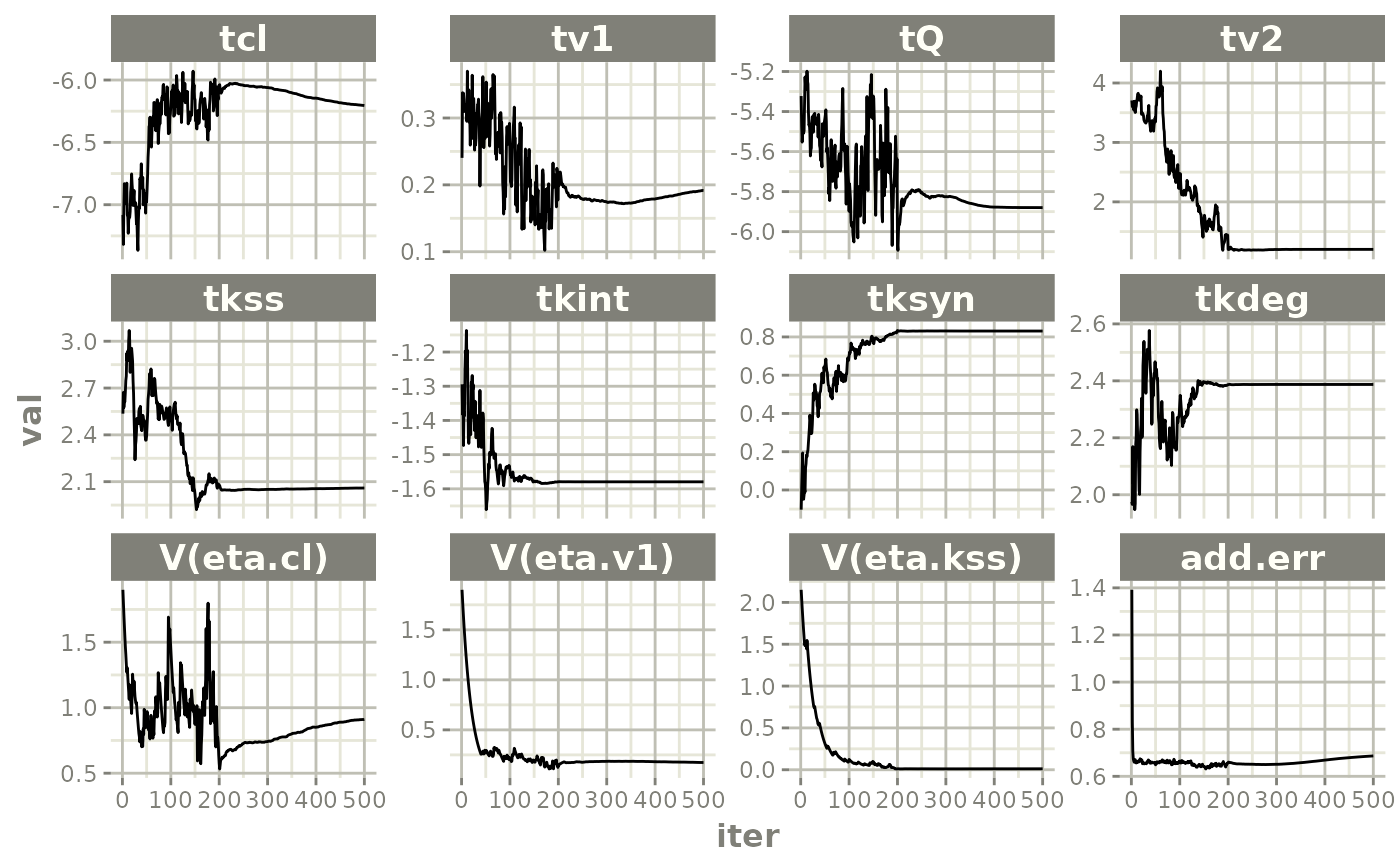 tcl tv1 tQ tv2
-6.0 -6.5 -7.0
0.3 0.2 0.1
-5.2 -5.4 -5.6 -5.8 -6.0
4 3 2
tkss tkint tksyn tkdeg
3.0 2.7 2.4 2.1
-1.2 -1.3 -1.4 -1.5 -1.6
0.8 0.6 0.4 0.2 0.0
2.6 2.4 2.2 2.0
V(eta.cl) V(eta.v1) V(eta.kss) add.err
1.5 1.0 0.5
1.5 1.0 0.5
2.0 1.5 1.0 0.5 0.0
1.4 1.2 1.0 0.8 0.6
0 100 200 300 400 500 0 100 200 300 400 500 0 100 200 300 400 500 0 100 200 300 400 500
val
iter